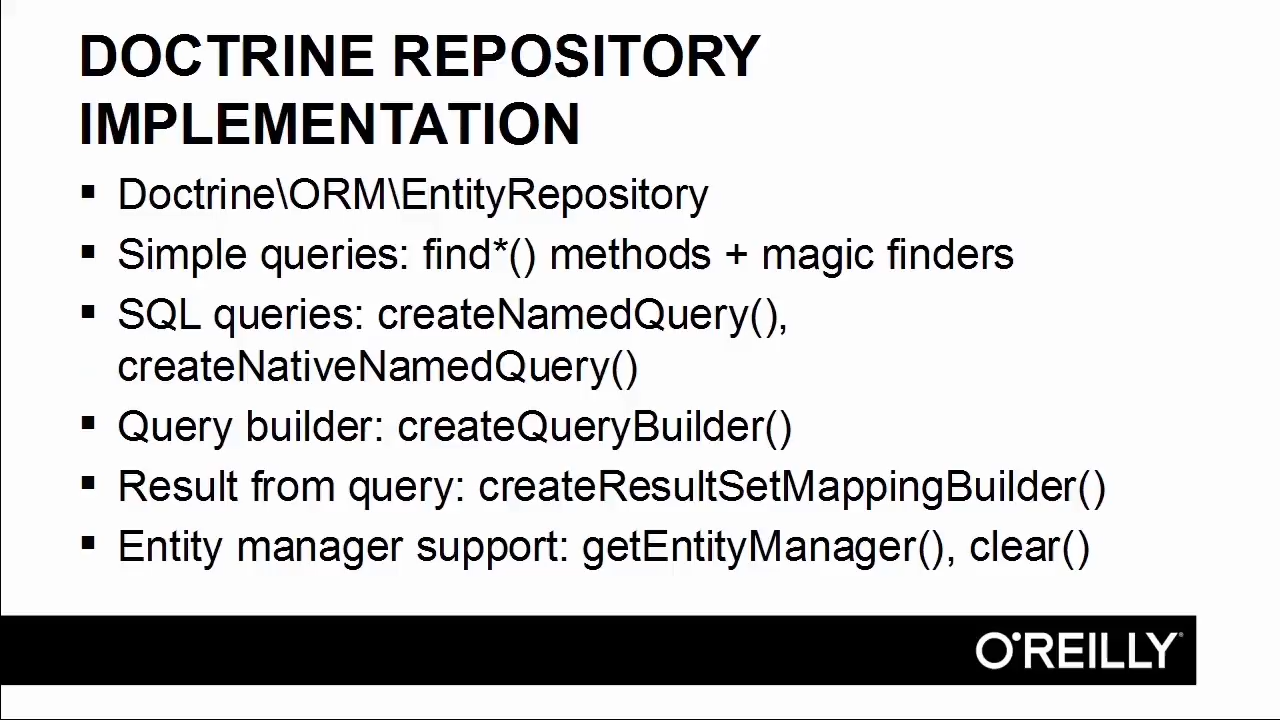 DOCTRINE REPOSITORY
IMPLEMENTATION
▪ Doctrine\ORM\EntityRepository
▪ Simple queries: find*() methods + magic finders
▪ SQL queries: createNamedQuery(),
createNativeNamedQuery()
▪ Query builder: createQueryBuilder()
▪ Result from query: createResultSetMappingBuilder()
▪ Entity manager support: getEntityManager(), clear()
O'REILLY®